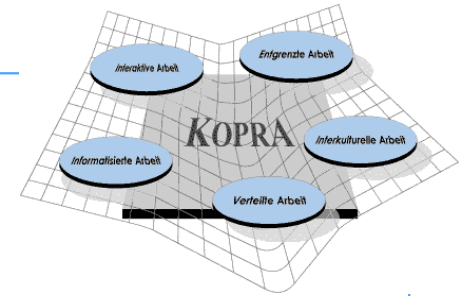 Entgrenzte Arbeit
Interaktive Arbeit
KOPRA
Interkulturelle Arbeit
Informatisierte Arbeit
Verteilte Arbeit